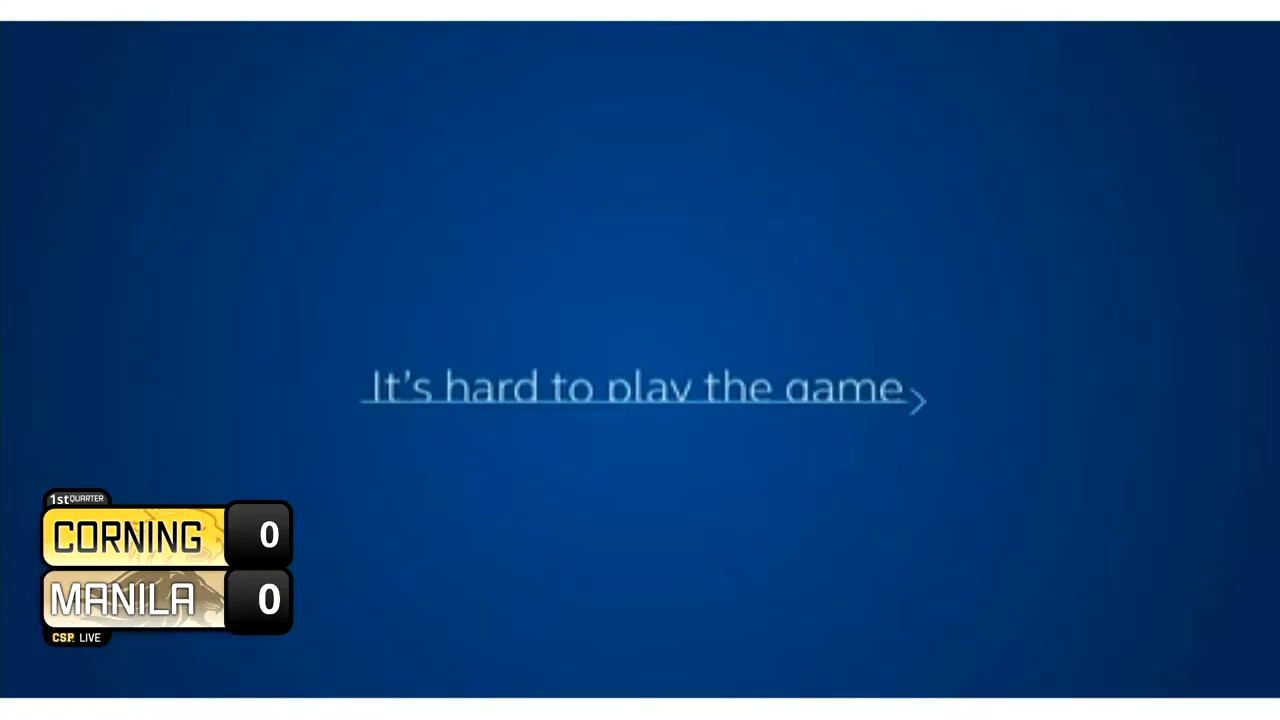 It's hard to play the game
1st QUARTER
CORNING 0
MANILA 0
CSP. LIVE